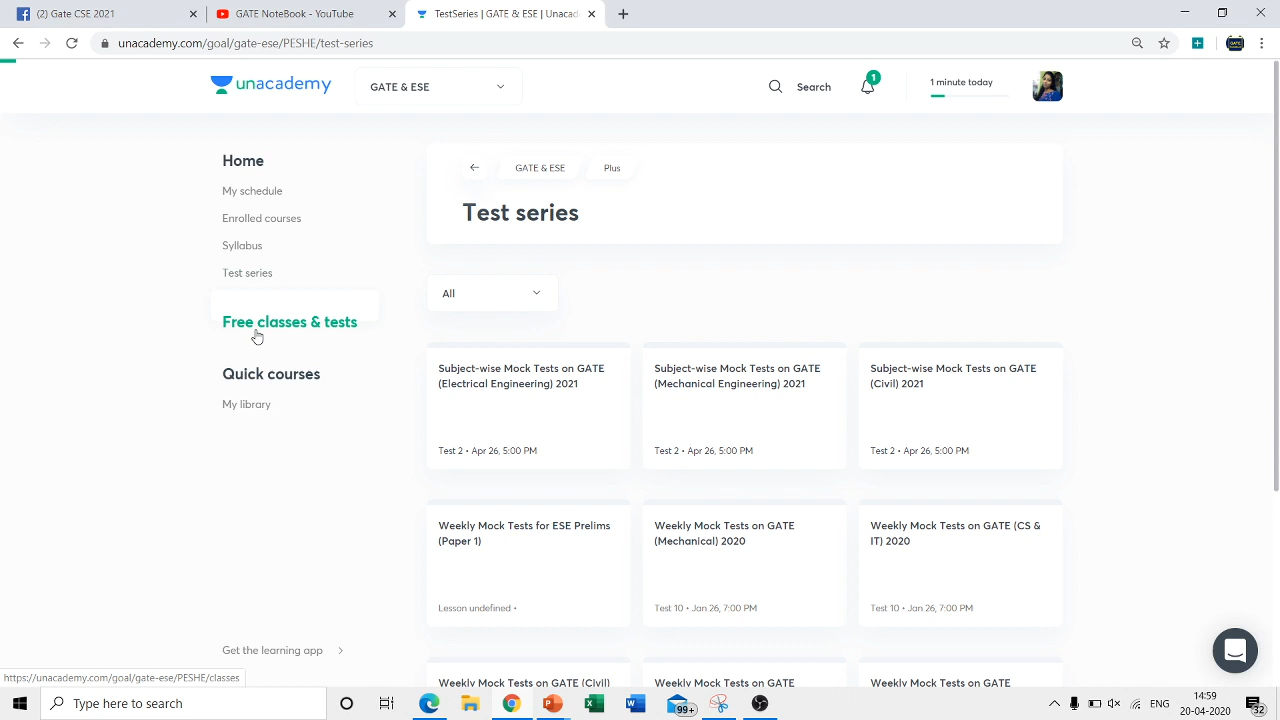 (2) Gate CSE 2021
GATE NoteBook - YouTube
TestSeries | GATE & ESE | Unacad
unacademy.com/goal/gate-ese/PESHE/test-series
unacademy
GATE & ESE
Search
1
1 minute today
Home
My schedule
Enrolled courses
Syllabus
Test series
Free classes & tests
Quick courses
My library
Get the learning app
GATE & ESE
Plus
Test series
All
Subject-wise Mock Tests on GATE
(Electrical Engineering) 2021
Test 2 • Apr 26, 5:00 PM
Subject-wise Mock Tests on GATE
(Mechanical Engineering) 2021
Test 2 • Apr 26, 5:00 PM
Subject-wise Mock Tests on GATE
(Civil) 2021
Test 2 • Apr 26, 5:00 PM
Weekly Mock Tests for ESE Prelims
(Paper 1)
Lesson undefined •
Weekly Mock Tests on GATE
(Mechanical) 2020
Test 10 • Jan 26, 7:00 PM
Weekly Mock Tests on GATE (CS &
IT) 2020
Test 10 • Jan 26, 7:00 PM
Weekly Mock Tests on GATE (Civil)
Weekly Mock Tests on GATE
Weekly Mock Tests on GATE
https://unacademy.com/goal/gate-ese/PESHE/classes
Type here to search
99+
ENG
14:59
20-04-2020
32